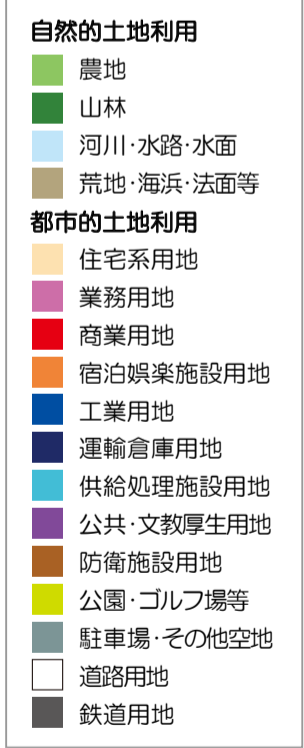 自然的土地利用
農地
山林
河川･水路･水面
荒地･海浜･法面等
都市的土地利用
住宅系用地
業務用地
商業用地
宿泊娯楽施設用地
工業用地
運輸倉庫用地
供給処理施設用地
公共･文教厚生用地
防衛施設用地
公園･ゴルフ場等
駐車場･その他空地
道路用地
鉄道用地